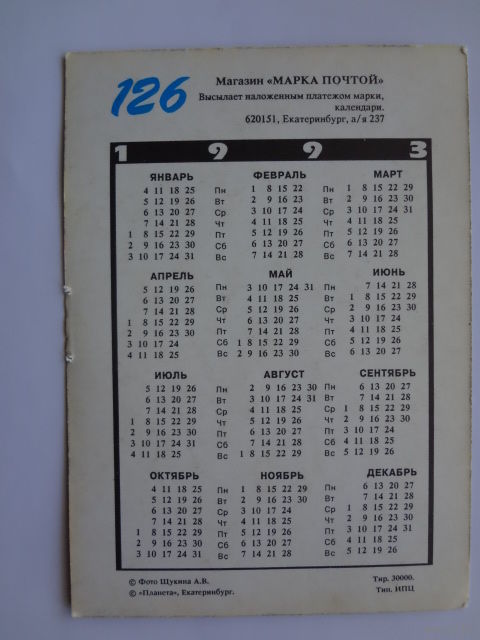 126
Магазин «МАРКА ПОЧТОЙ»
Высылает наложенным платежом марки,
календари.
620151, Екатеринбург, а/я 237
1 9 9 3
ЯНВАРЬ ФЕВРАЛЬ МАРТ
4 11 18 25 Пн 1 8 15 22 Пн 1 8 15 22 29
5 12 19 26 Вт 2 9 16 23 Вт 2 9 16 23 30
6 13 20 27 Ср 3 10 17 24 Ср 3 10 17 24 31
7 14 21 28 Чт 4 11 18 25 Чт 4 11 18 25
1 8 15 22 29 Пт 5 12 19 26 Пт 5 12 19 26
2 9 16 23 30 Сб 6 13 20 27 Сб 6 13 20 27
3 10 17 24 31 Вс 7 14 21 28 Вс 7 14 21 28
АПРЕЛЬ МАЙ ИЮНЬ
5 12 19 26 Пн 3 10 17 24 31 Пн 7 14 21 28
6 13 20 27 Вт 4 11 18 25 Вт 1 8 15 22 29
7 14 21 28 Ср 5 12 19 26 Ср 2 9 16 23 30
1 8 15 22 29 Чт 6 13 20 27 Чт 3 10 17 24
2 9 16 23 30 Пт 7 14 21 28 Пт 4 11 18 25
3 10 17 24 Сб 1 8 15 22 29 Сб 5 12 19 26
4 11 18 25 Вс 2 9 16 23 30 Вс 6 13 20 27
ИЮЛЬ АВГУСТ СЕНТЯБРЬ
5 12 19 26 Пн 2 9 16 23 30 Пн 6 13 20 27
6 13 20 27 Вт 3 10 17 24 31 Вт 7 14 21 28
7 14 21 28 Ср 4 11 18 25 Ср 1 8 15 22 29
1 8 15 22 29 Чт 5 12 19 26 Чт 2 9 16 23 30
2 9 16 23 30 Пт 6 13 20 27 Пт 3 10 17 24
3 10 17 24 31 Сб 7 14 21 28 Сб 4 11 18 25
4 11 18 25 Вс 1 8 15 22 29 Вс 5 12 19 26
ОКТЯБРЬ НОЯБРЬ ДЕКАБРЬ
4 11 18 25 Пн 1 8 15 22 29 Пн 6 13 20 27
5 12 19 26 Вт 2 9 16 23 30 Вт 7 14 21 28
6 13 20 27 Ср 3 10 17 24 Ср 1 8 15 22 29
7 14 21 28 Чт 4 11 18 25 Чт 2 9 16 23 30
1 8 15 22 29 Пт 5 12 19 26 Пт 3 10 17 24 31
2 9 16 23 30 Сб 6 13 20 27 Сб 4 11 18 25
3 10 17 24 31 Вс 7 14 21 28 Вс 5 12 19 26
© Фото Щукина А.В. Тир. 30000.
© «Планета», Екатеринбург. Тип. ИПЦ